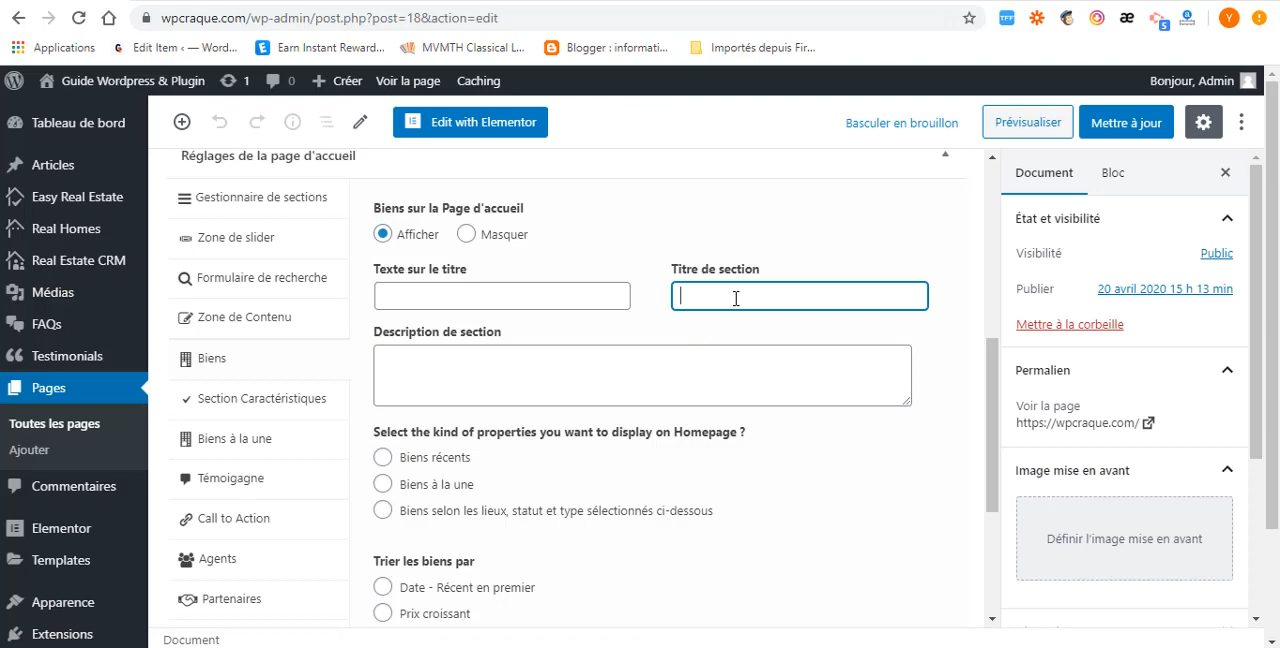 wpcraque.com/wp-admin/post.php?post=18&action=edit
TFF
æ
5
Y
Applications
G Edit Item ‹ — Word...
Earn Instant Reward...
MVMTH Classical L...
Blogger : informati...
Importés depuis Fir...
Guide Wordpress & Plugin
1
0
Créer
Voir la page
Caching
Bonjour, Admin
Tableau de bord
Articles
Easy Real Estate
Real Homes
Real Estate CRM
Médias
FAQs
Testimonials
Pages
Toutes les pages
Ajouter
Commentaires
Elementor
Templates
Apparence
Extensions
Edit with Elementor
Basculer en brouillon
Prévisualiser
Mettre à jour
Réglages de la page d'accueil
Gestionnaire de sections
Zone de slider
Formulaire de recherche
Zone de Contenu
Biens
Section Caractéristiques
Biens à la une
Témoigagne
Call to Action
Agents
Partenaires
Biens sur la Page d'accueil
Afficher
Masquer
Texte sur le titre
Titre de section
Description de section
Select the kind of properties you want to display on Homepage ?
Biens récents
Biens à la une
Biens selon les lieux, statut et type sélectionnés ci-dessous
Trier les biens par
Date - Récent en premier
Prix croissant
Document
Document
Bloc
État et visibilité
Visibilité
Public
Publier
20 avril 2020 15 h 13 min
Mettre à la corbeille
Permalien
Voir la page
https://wpcraque.com/
Image mise en avant
Définir l'image mise en avant